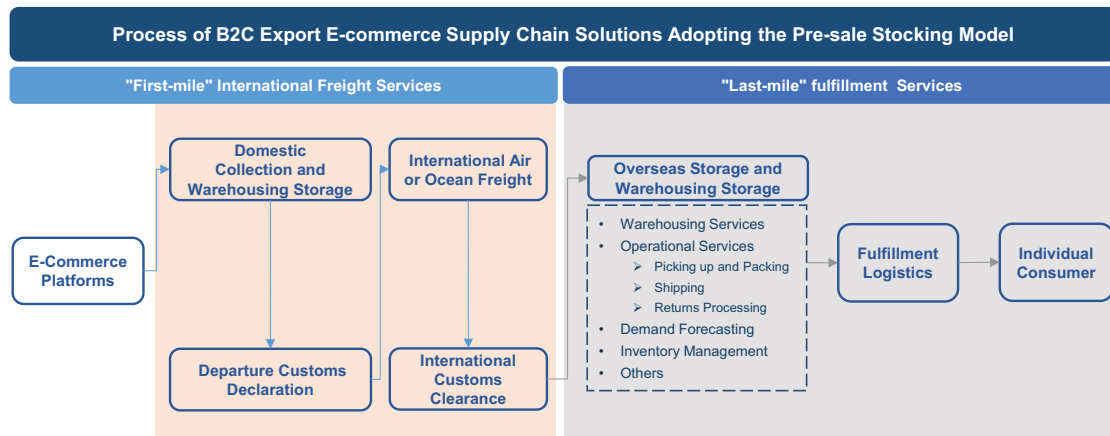 Process of B2C Export E-commerce Supply Chain Solutions Adopting the Pre-sale Stocking Model
"First-mile" International Freight Services
"Last-mile" fulfillment  Services
E-Commerce
Platforms
Domestic
Collection and
Warehousing Storage
Departure Customs
Declaration
International Air
or Ocean Freight
International
Customs
Clearance
Overseas Storage and
Warehousing Storage
• Warehousing Services
• Operational Services
➢ Picking up and Packing
➢ Shipping
➢ Returns Processing
• Demand Forecasting
• Inventory Management
• Others
Fulfillment
Logistics
Individual
Consumer